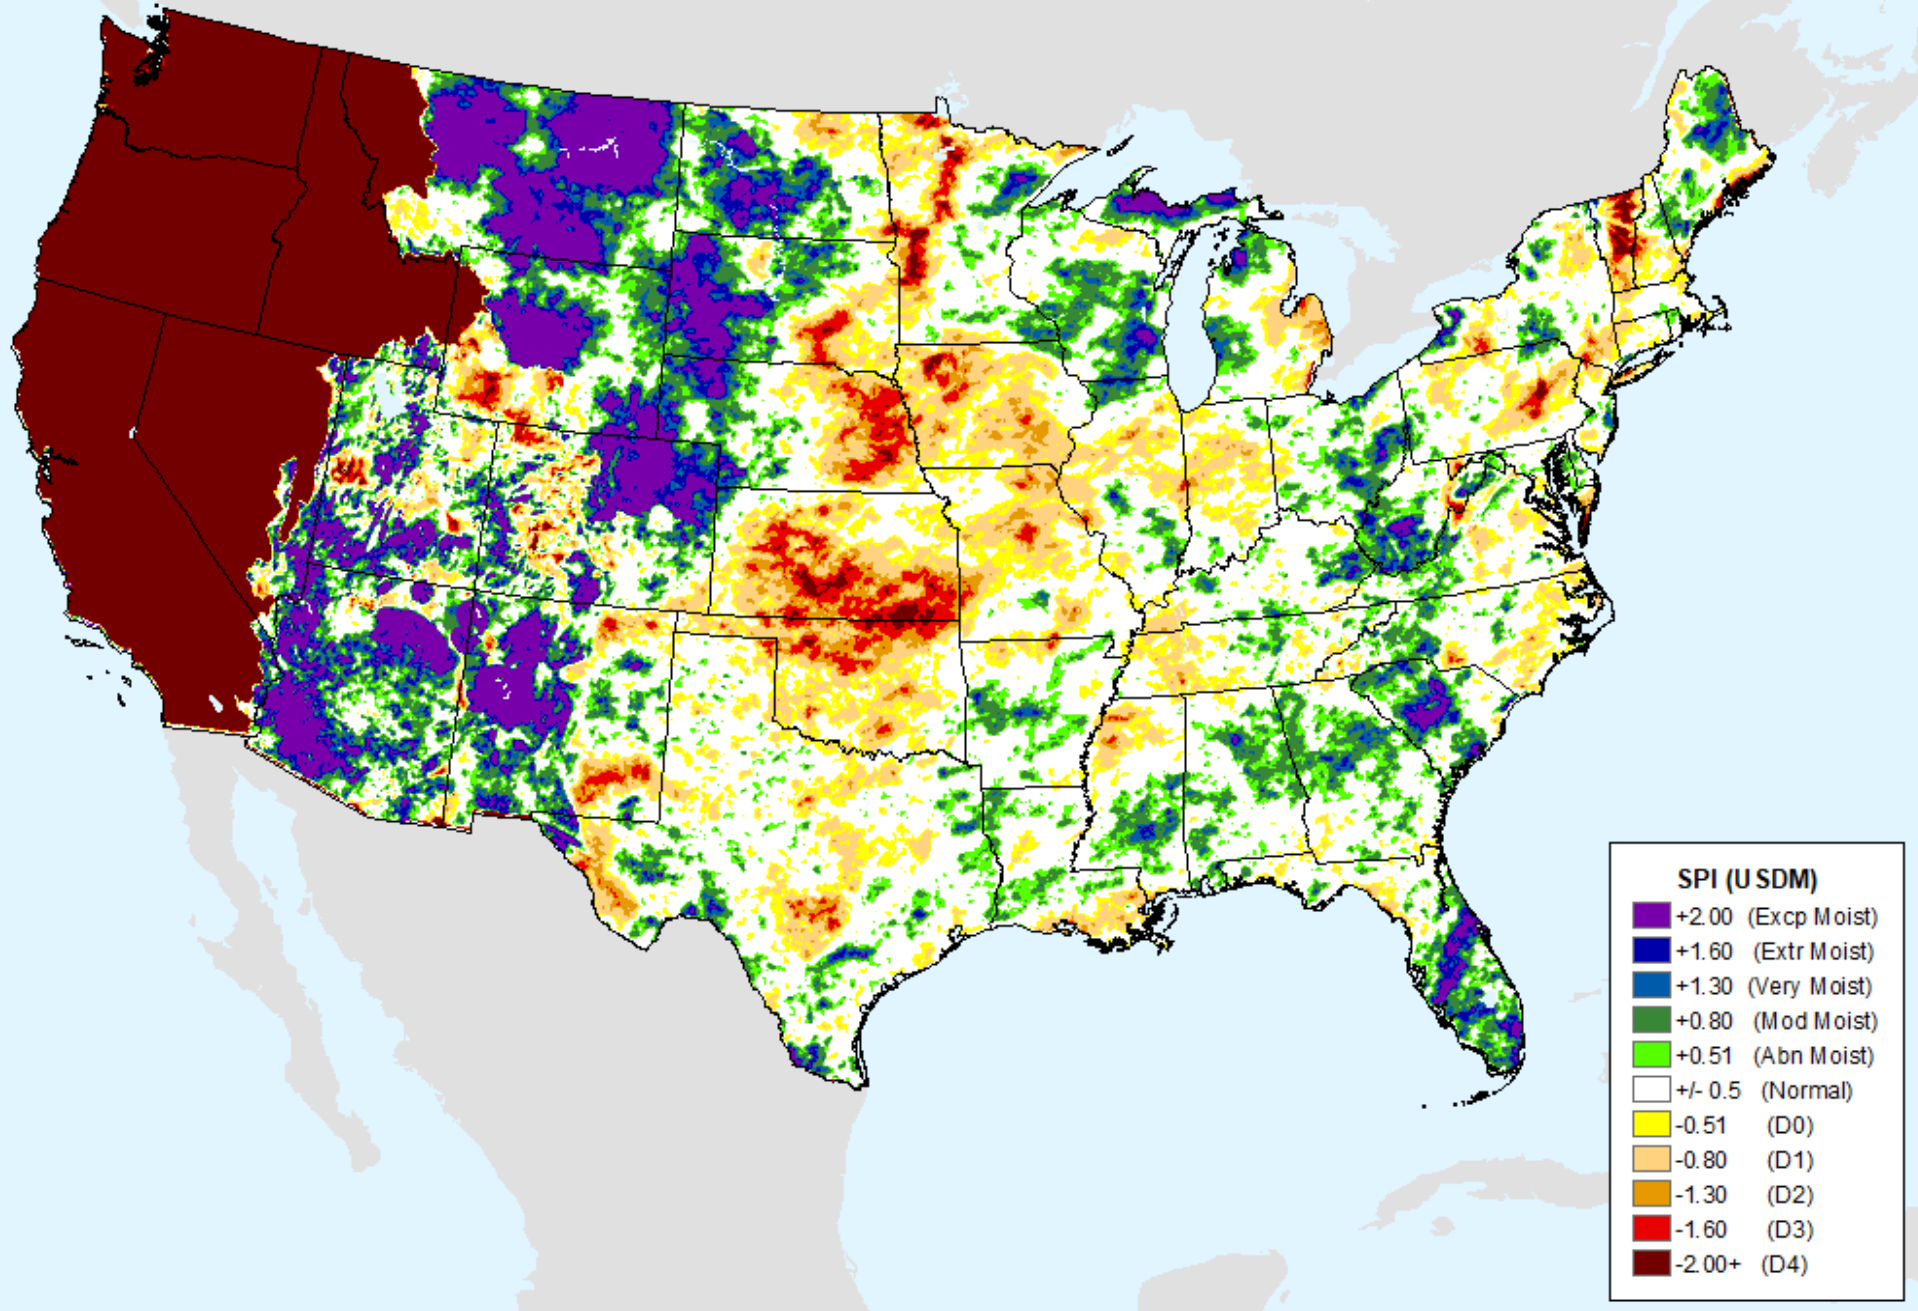 SPI (USDM)
+2.00 (Excp Moist)
+1.60 (Extr Moist)
+1.30 (Very Moist)
+0.80 (Mod Moist)
+0.51 (Abn Moist)
+/- 0.5 (Normal)
-0.51 (D0)
-0.80 (D1)
-1.30 (D2)
-1.60 (D3)
-2.00+ (D4)